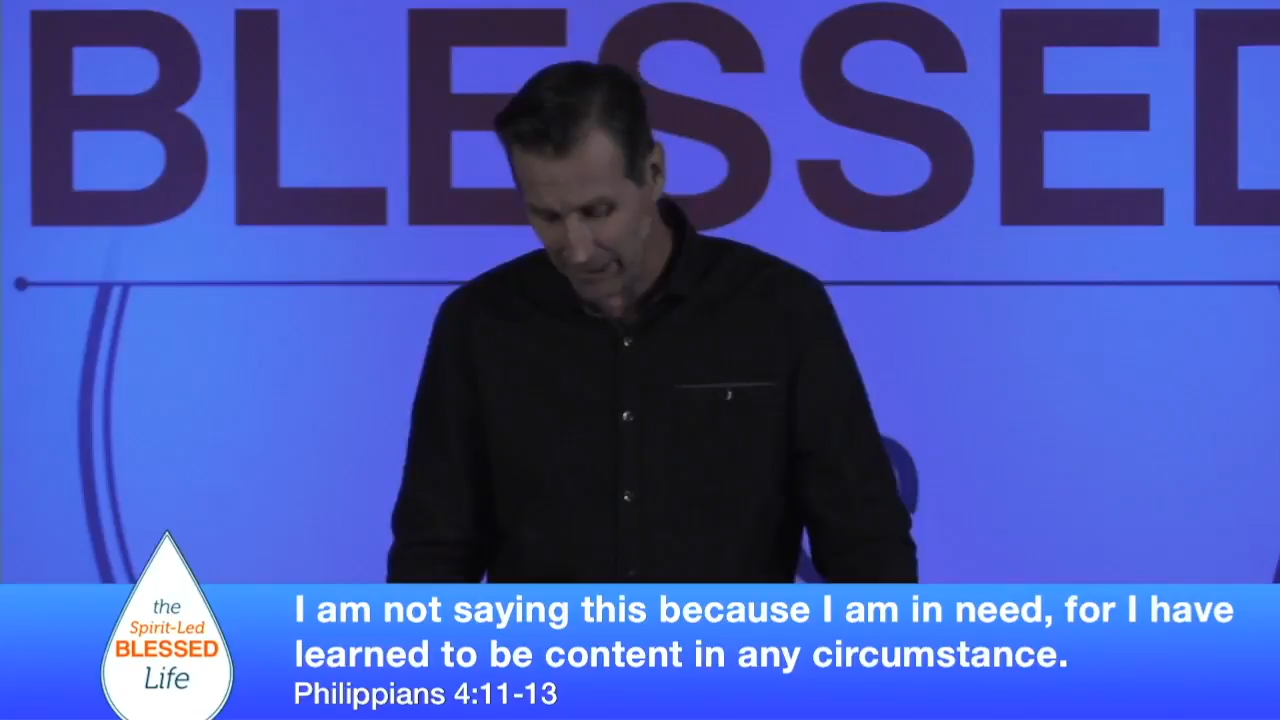 BLESSED
the
Spirit-Led
BLESSED
Life
I am not saying this because I am in need, for I have
learned to be content in any circumstance.
Philippians 4:11-13